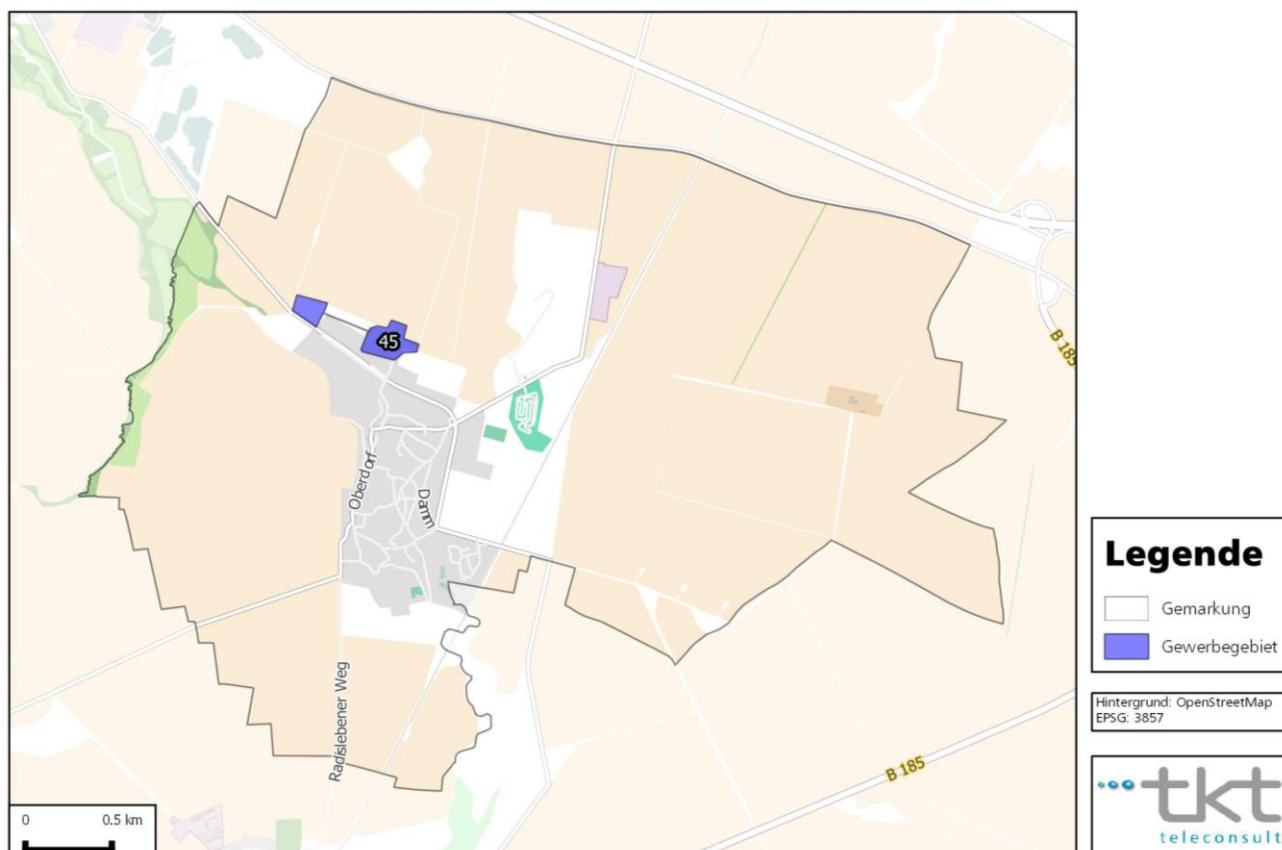 45
B 185
Oberdorf
Damm
Radislebener Weg
B 185
0 0.5 km
Legende
Gemarkung
Gewerbegebiet
Hintergrund: OpenStreetMap
EPSG: 3857
tkt
teleconsult